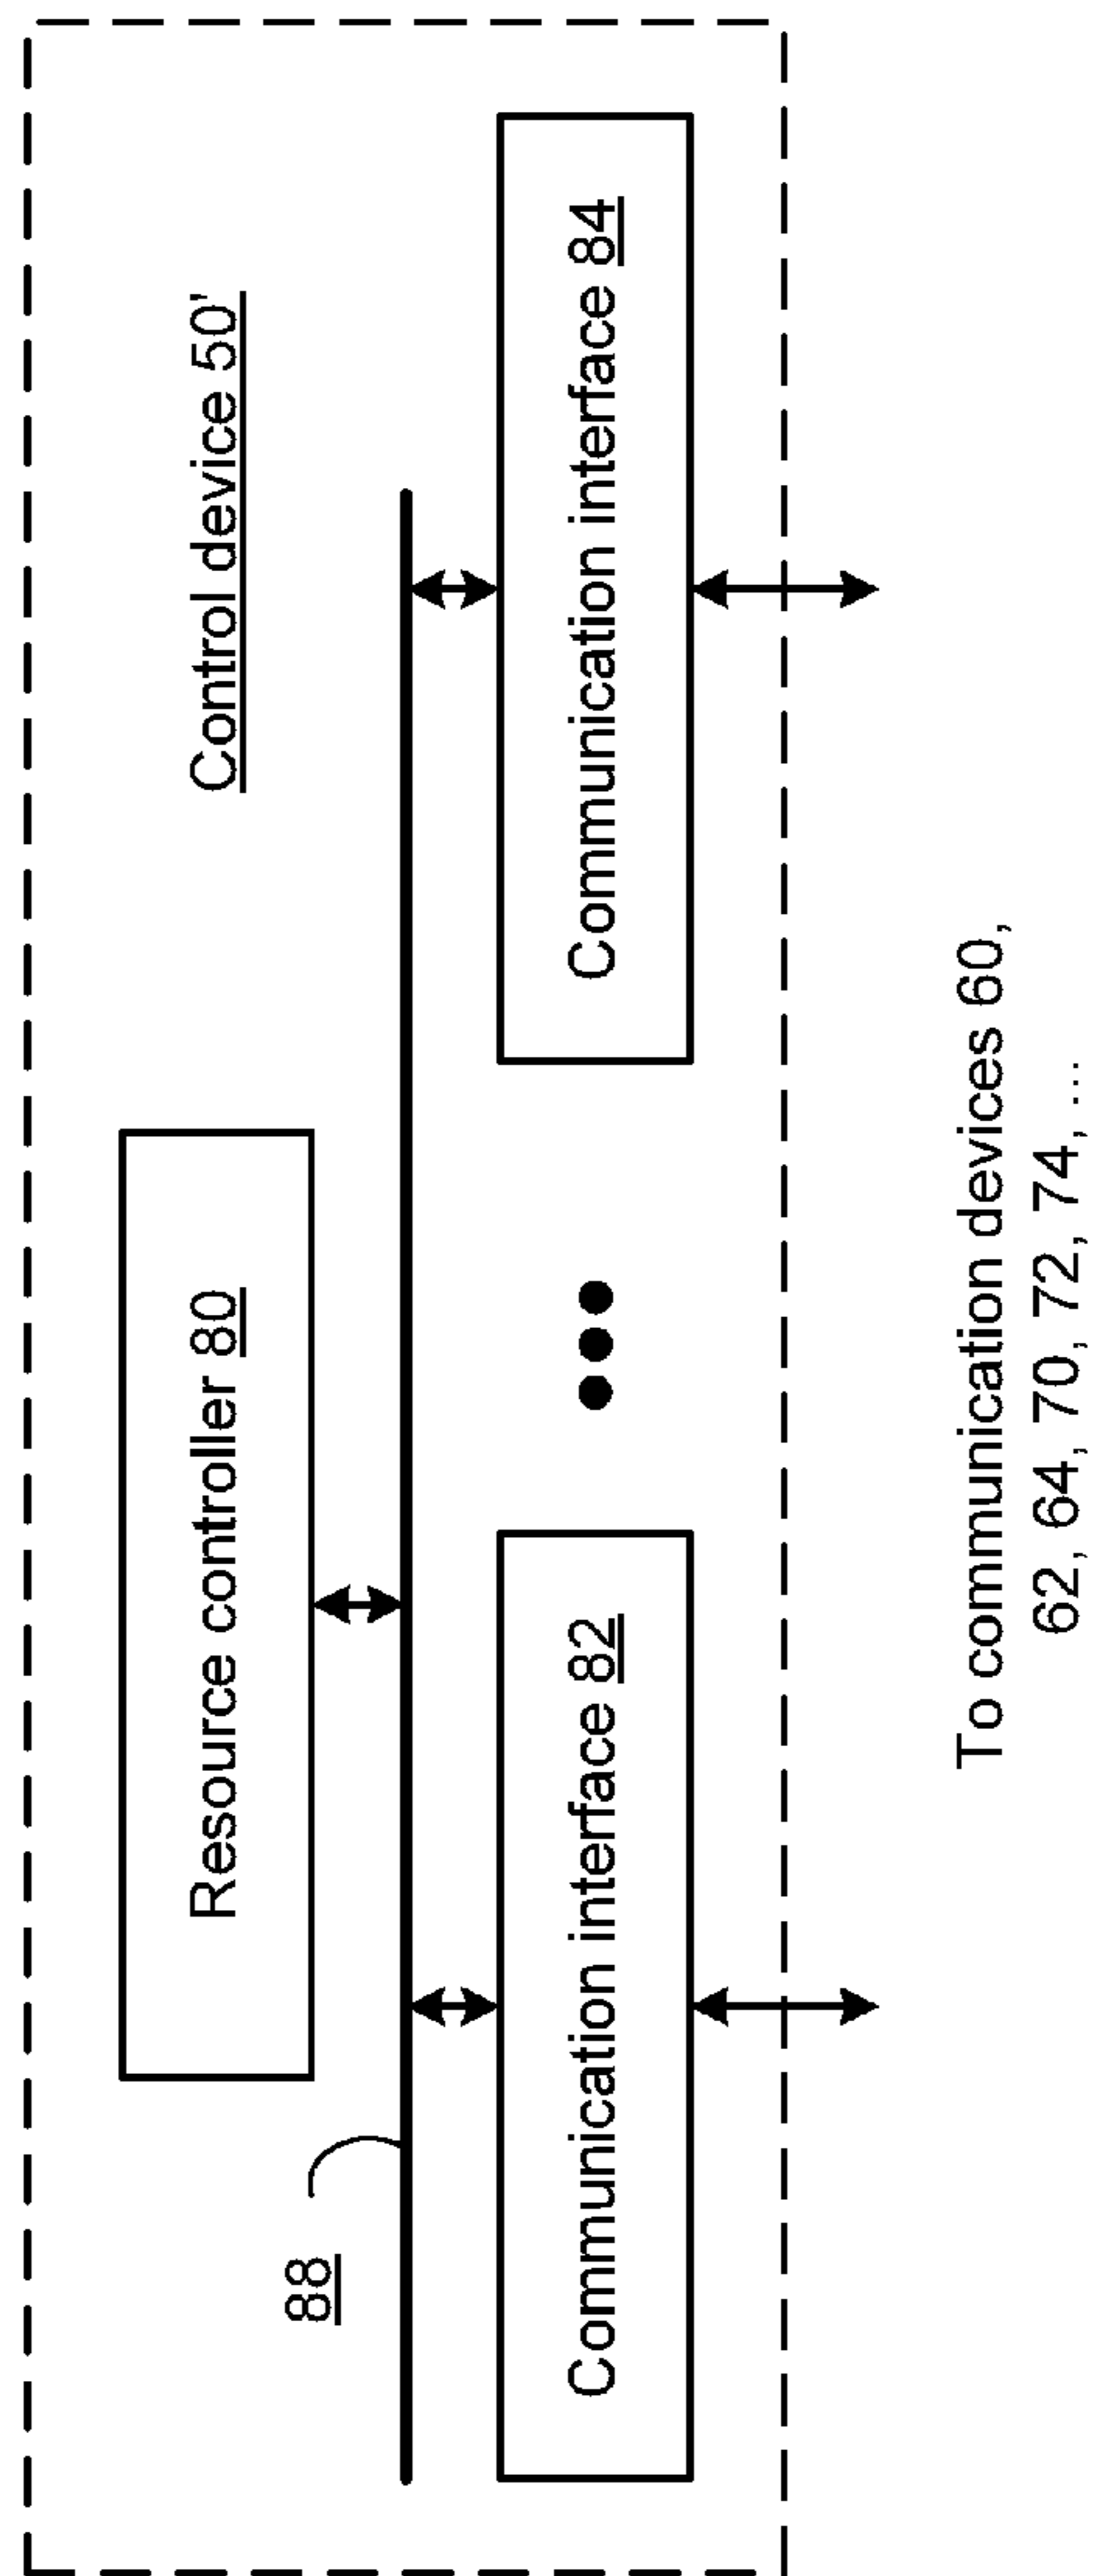 Resource controller 80
Control device 50'
88
Communication interface 82
Communication interface 84
To communication devices 60,
62, 64, 70, 72, 74, ...